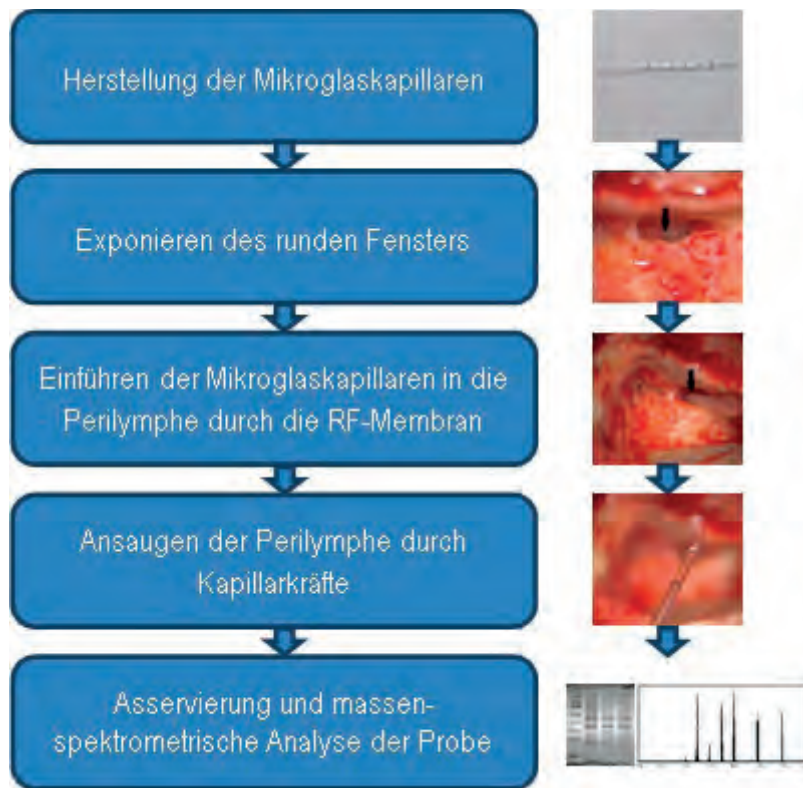 Herstellung der Mikroglaskapillaren
Exponieren des runden Fensters
Einführen der Mikroglaskapillaren in die
Perilymphe durch die RF-Membran
Ansaugen der Perilymphe durch
Kapillarkräfte
Asservierung und massen-
spektrometrische Analyse der Probe